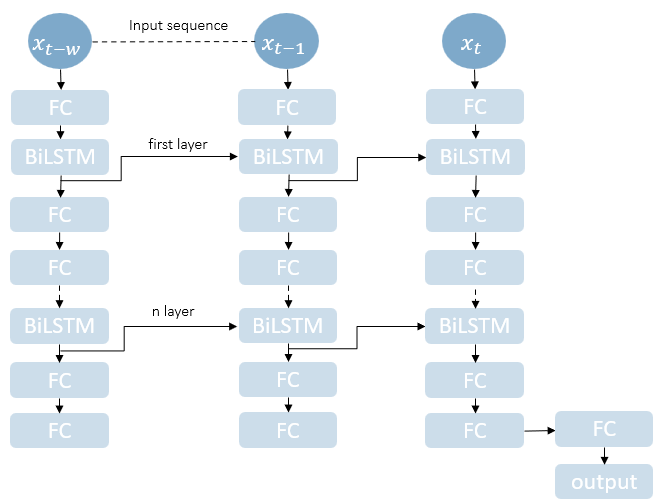 Input sequence
x_{t-w} x_{t-1} x_t
FC FC FC
first layer
BiLSTM BiLSTM BiLSTM
FC FC FC
FC FC FC
n layer
BiLSTM BiLSTM BiLSTM
FC FC FC
FC FC FC FC
output